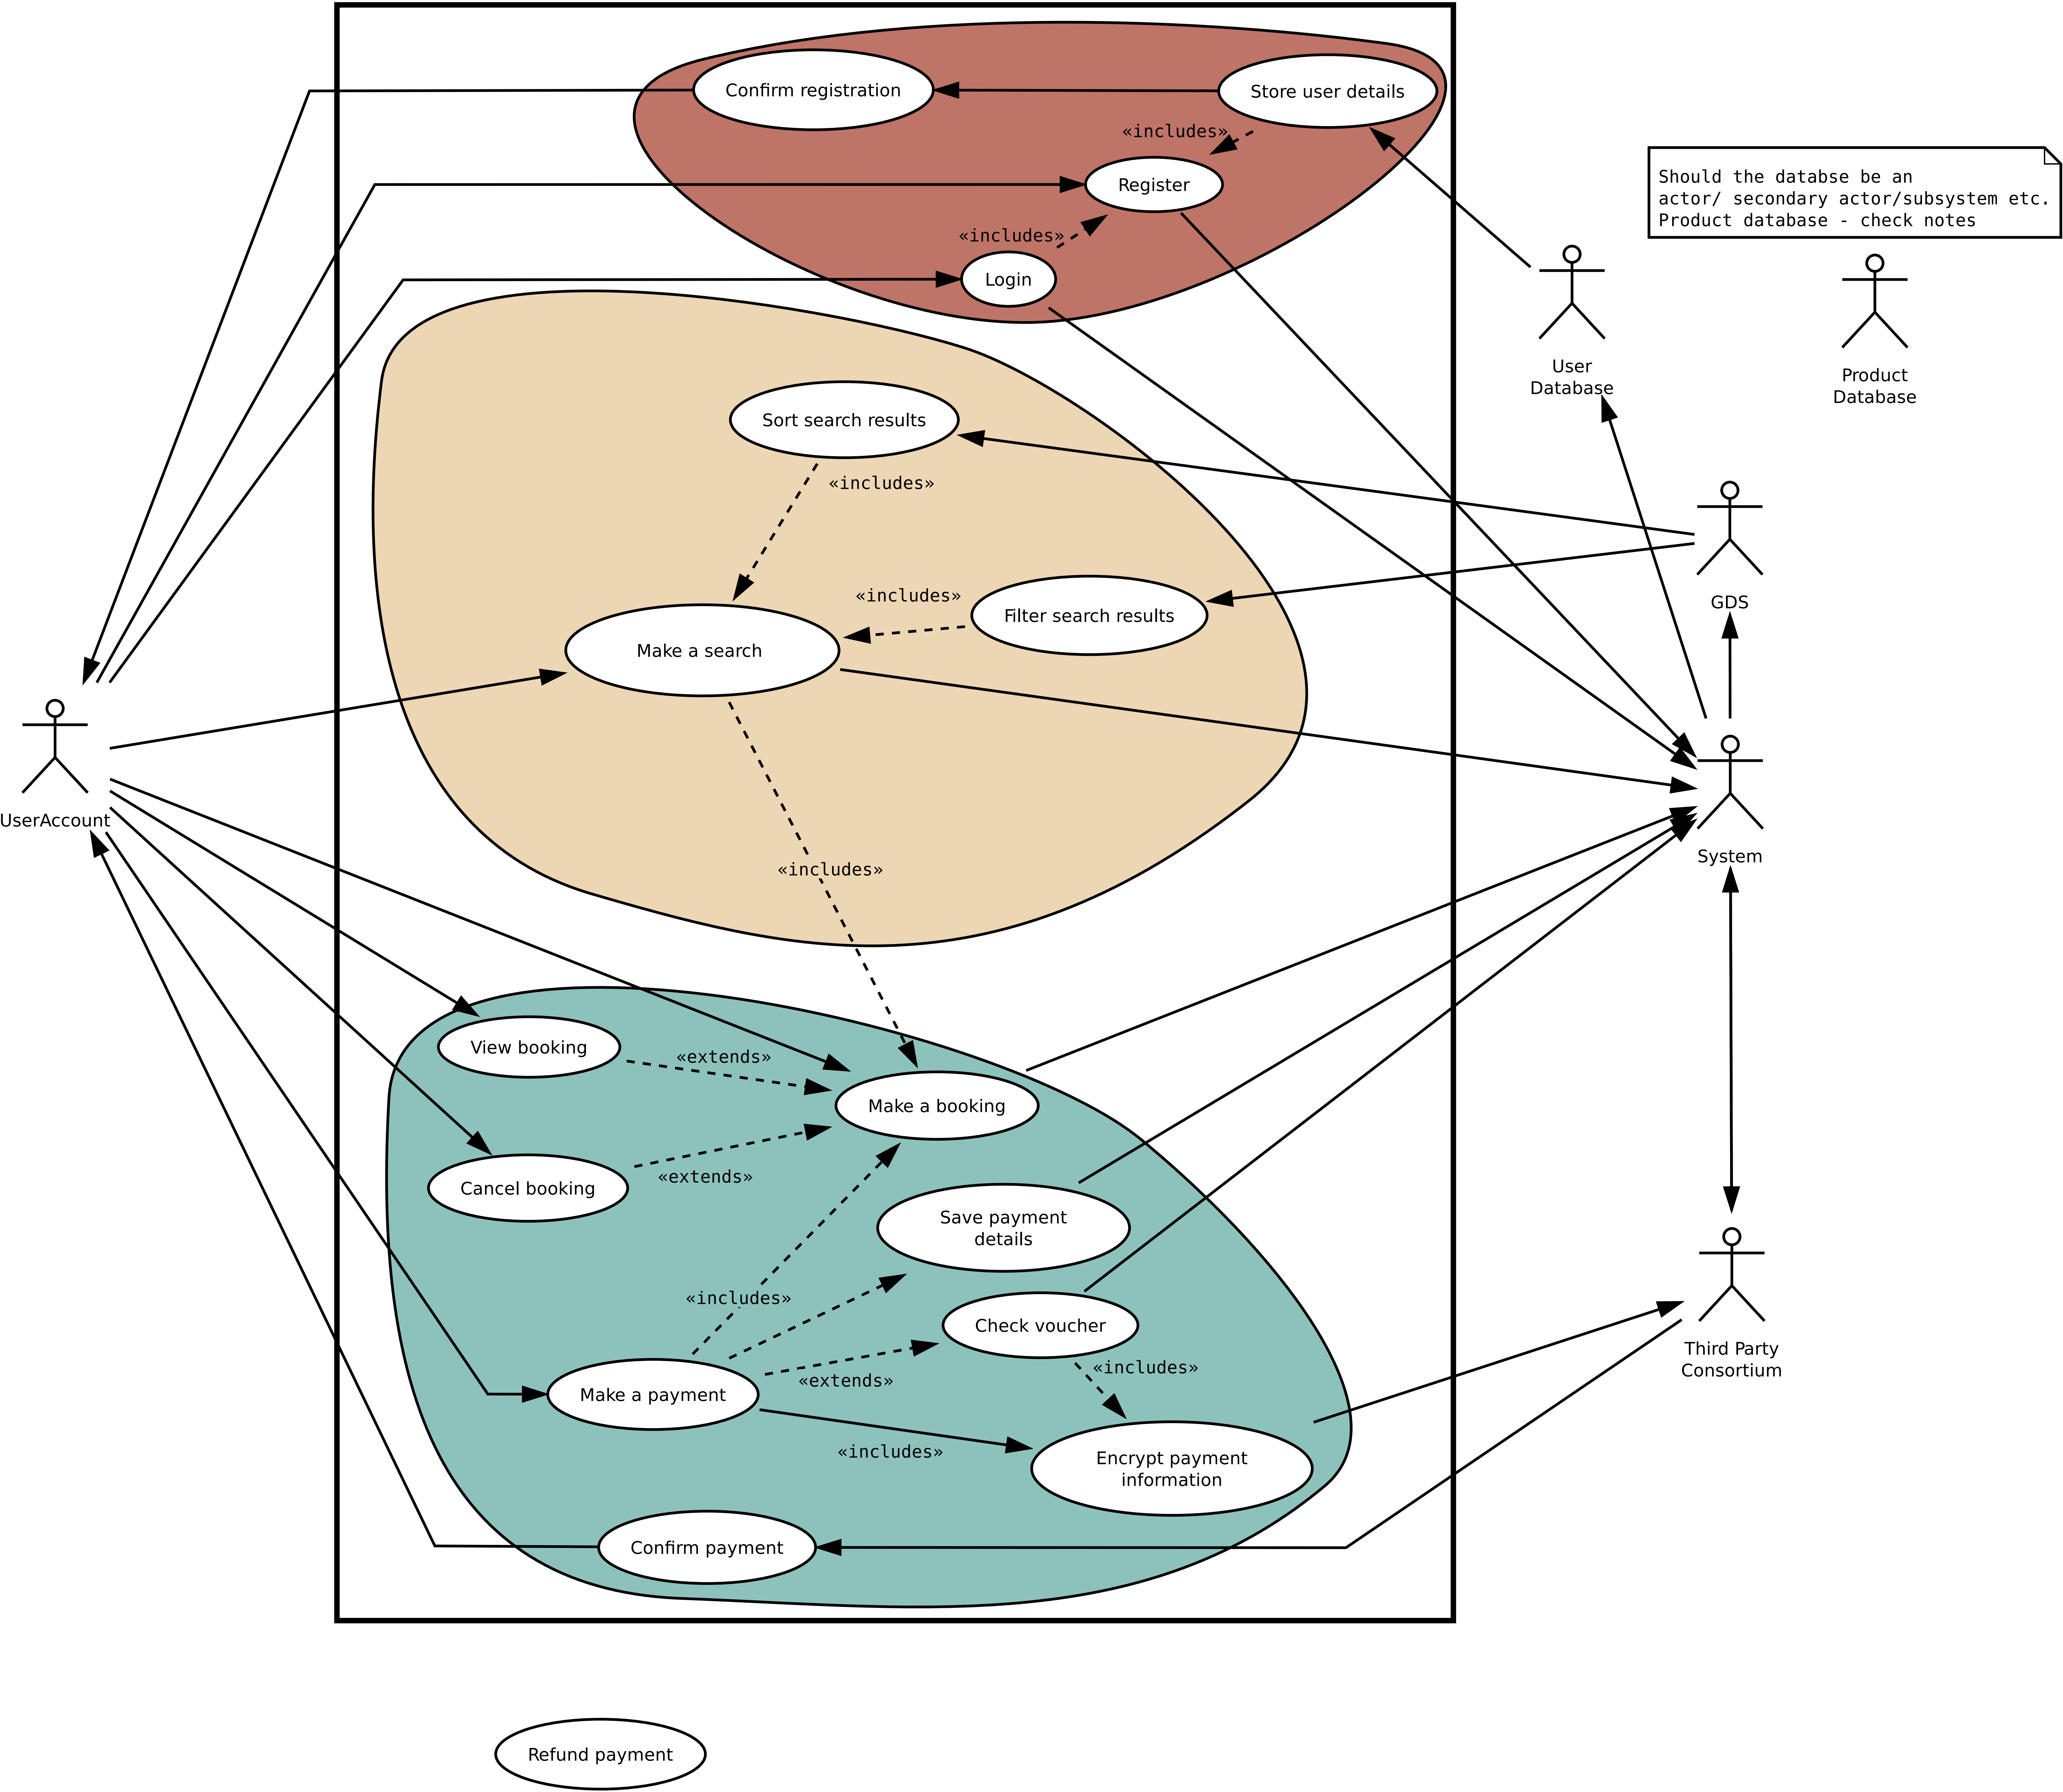 Confirm registration
Store user details
«includes»
Register
Should the databse be an
actor/ secondary actor/subsystem etc.
Product database - check notes
«includes»
Login
User
Database
Product
Database
Sort search results
«includes»
«includes»
Filter search results
GDS
Make a search
UserAccount
System
«includes»
View booking
«extends»
Make a booking
Cancel booking
«extends»
Save payment
details
«includes»
Check voucher
Third Party
Consortium
«includes»
«extends»
Make a payment
«includes»
Encrypt payment
information
Confirm payment
Refund payment